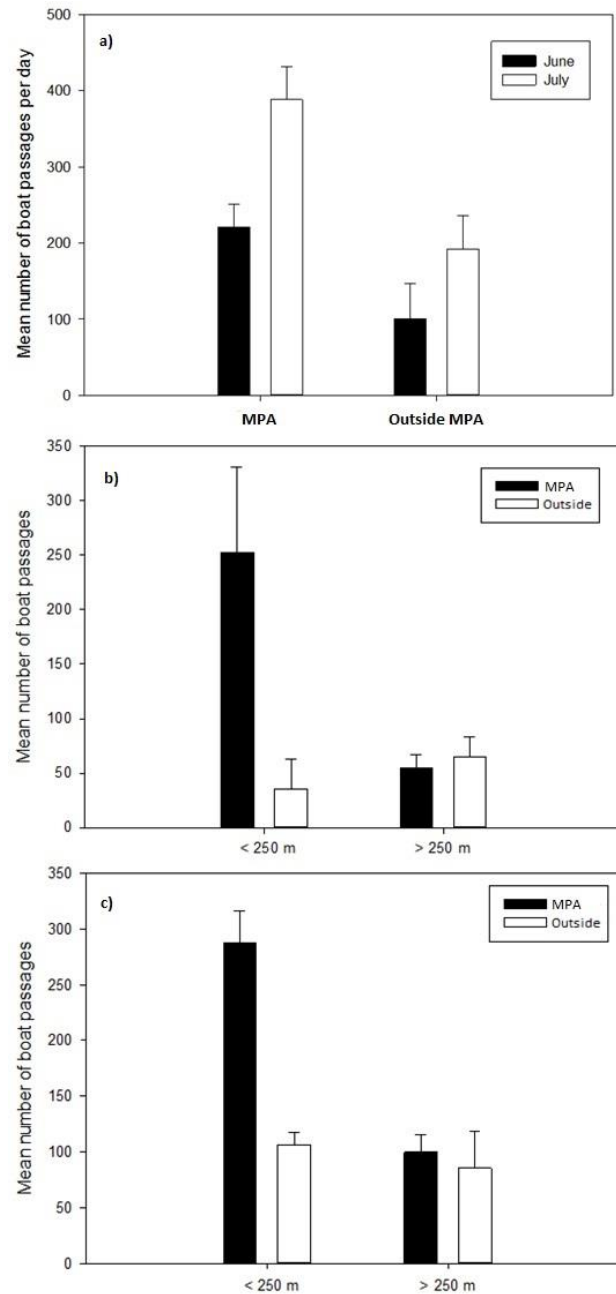 500
a)
June
July
400
300
200
100
0
Mean number of boat passages per day
MPA
Outside MPA
350
b)
MPA
Outside
300
250
200
150
100
50
0
Mean number of boat passages
< 250 m
> 250 m
350
c)
MPA
Outside
300
250
200
150
100
50
0
Mean number of boat passages
< 250 m
> 250 m